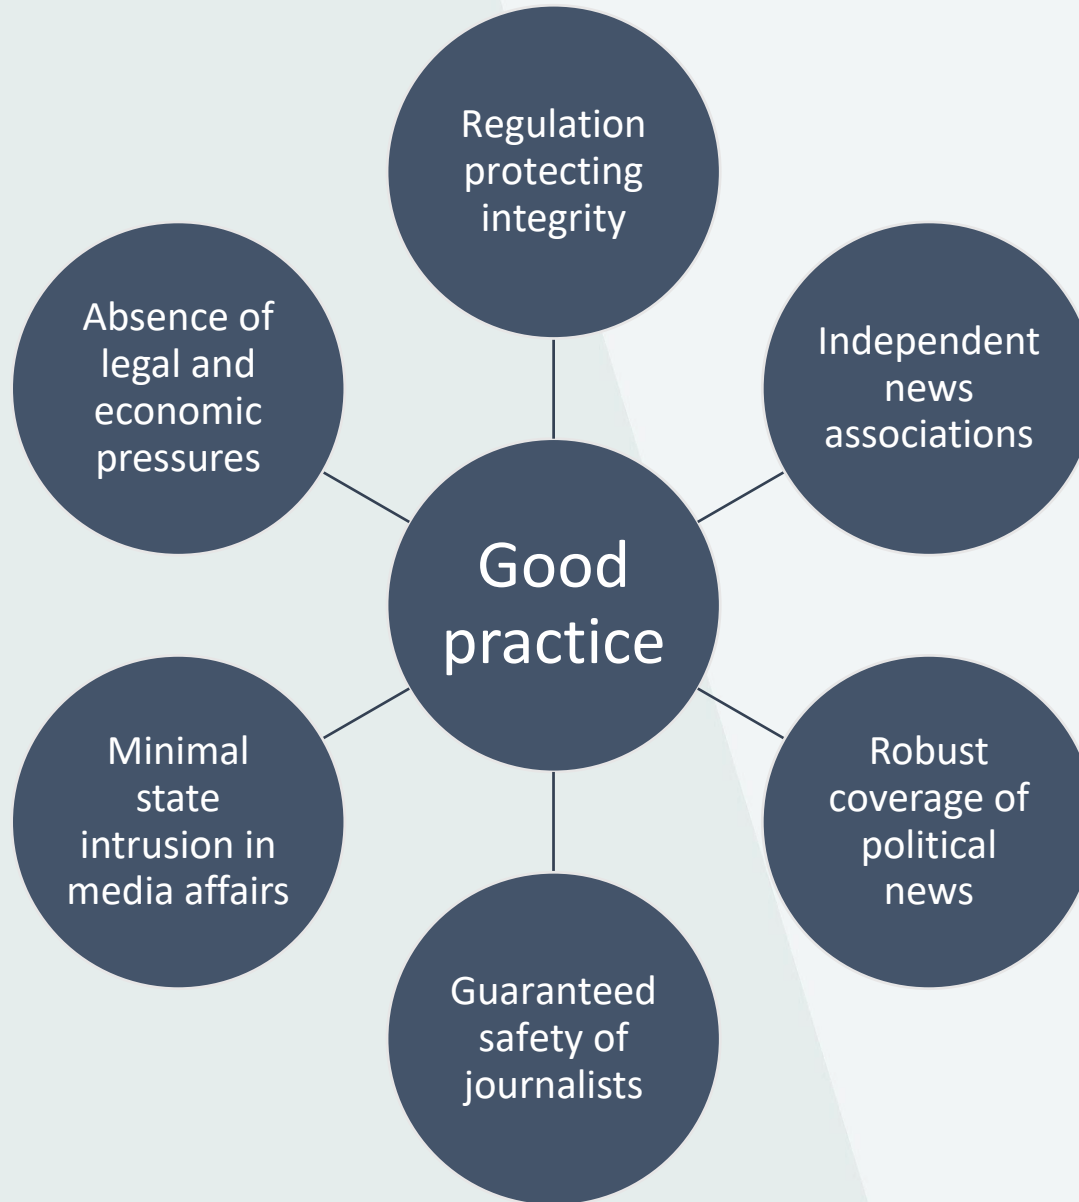 Regulation
protecting
integrity
Independent
news
associations
Robust
coverage of
political
news
Guaranteed
safety of
journalists
Minimal
state
intrusion in
media affairs
Absence of
legal and
economic
pressures
Good
practice